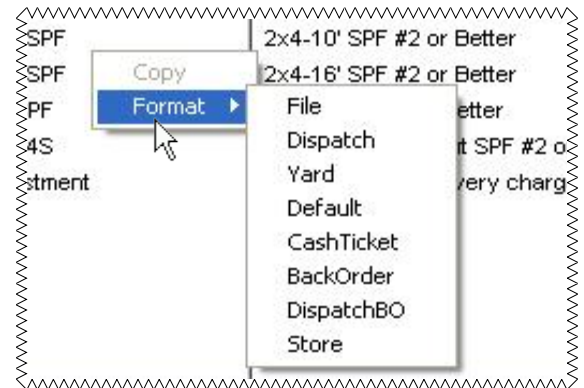 SPF 2x4-10' SPF #2 or Better
SPF 2x4-16' SPF #2 or Better
Copy
PF etter
Format
File
4S t SPF #2 o
Dispatch
stment very charg
Yard
Default
CashTicket
BackOrder
DispatchBO
Store